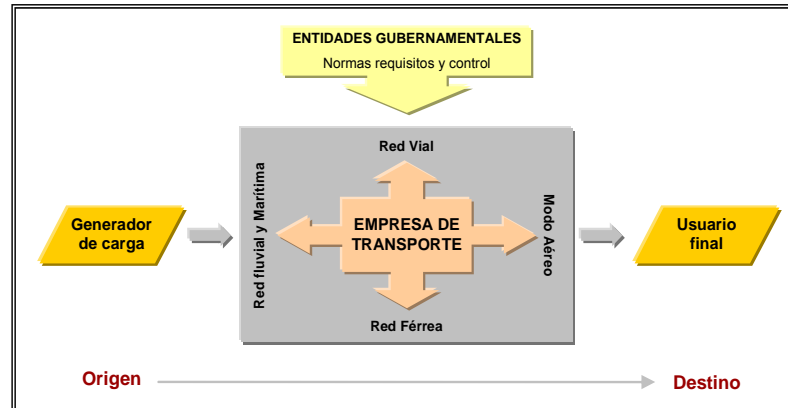 ENTIDADES GUBERNAMENTALES
Normas requisitos y control
Red Vial
Generador
de carga
Red fluvial y Marítima
EMPRESA DE
TRANSPORTE
Modo Aéreo
Usuario
final
Red Férrea
Origen
Destino